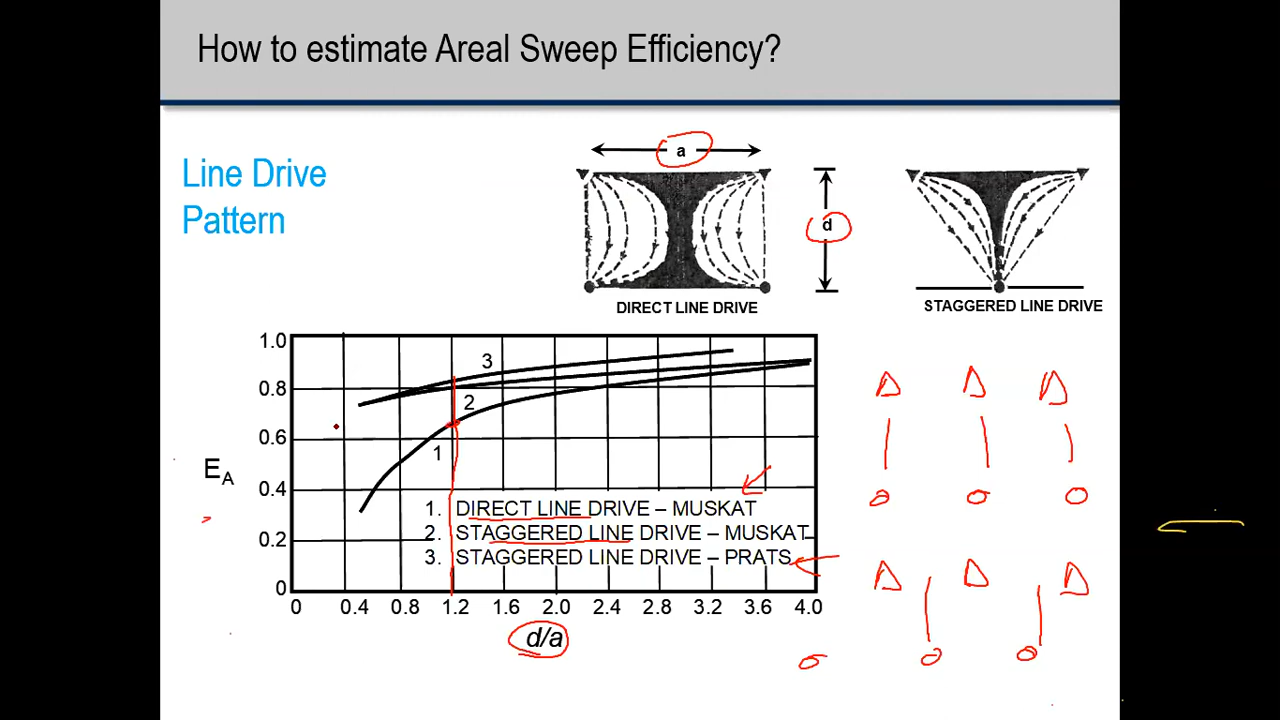 How to estimate Areal Sweep Efficiency?
Line Drive
Pattern
a
d
DIRECT LINE DRIVE
STAGGERED LINE DRIVE
1.0
0.8
0.6
0.4
0.2
0
E_A
3
2
1
1. DIRECT LINE DRIVE – MUSKAT
2. STAGGERED LINE DRIVE – MUSKAT
3. STAGGERED LINE DRIVE – PRATS
0 0.4 0.8 1.2 1.6 2.0 2.4 2.8 3.2 3.6 4.0
d/a